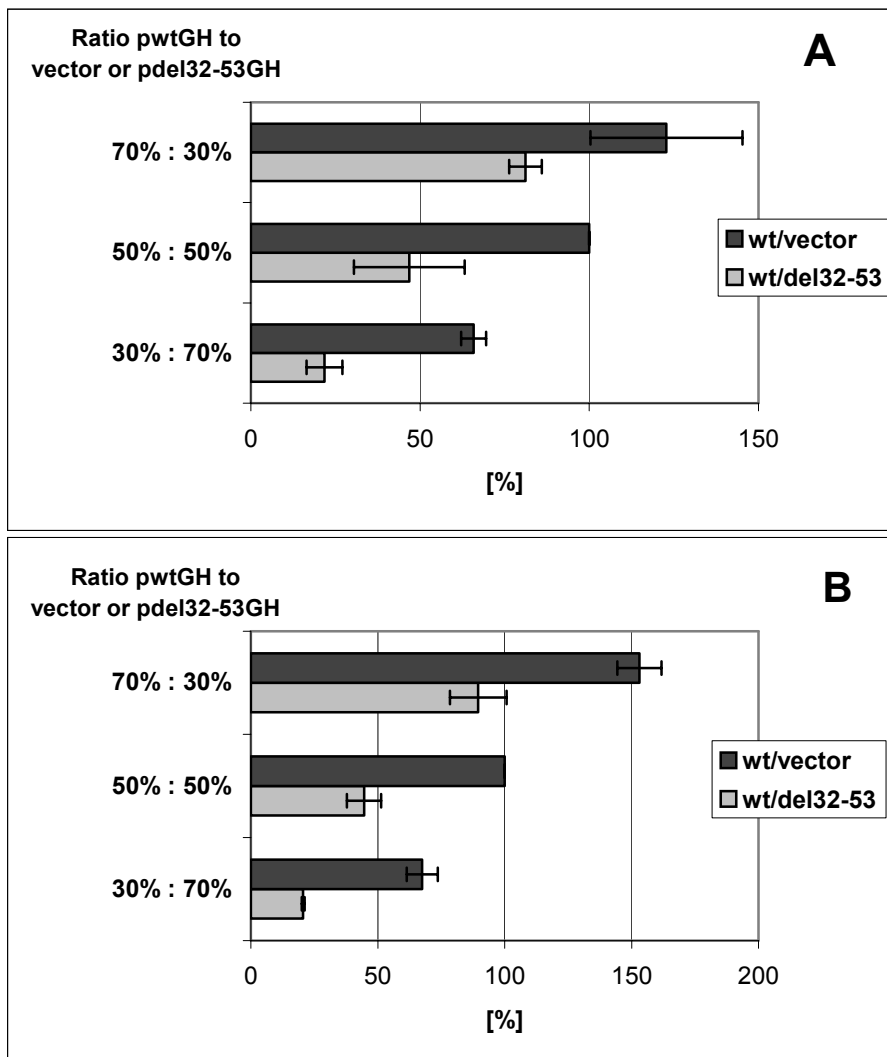 Ratio pwtGH to
vector or pdel32-53GH
A
70% : 30%
50% : 50%
30% : 70%
wt/vector
wt/del32-53
0 50 100 150
[%]
Ratio pwtGH to
vector or pdel32-53GH
B
70% : 30%
50% : 50%
30% : 70%
wt/vector
wt/del32-53
0 50 100 150 200
[%]